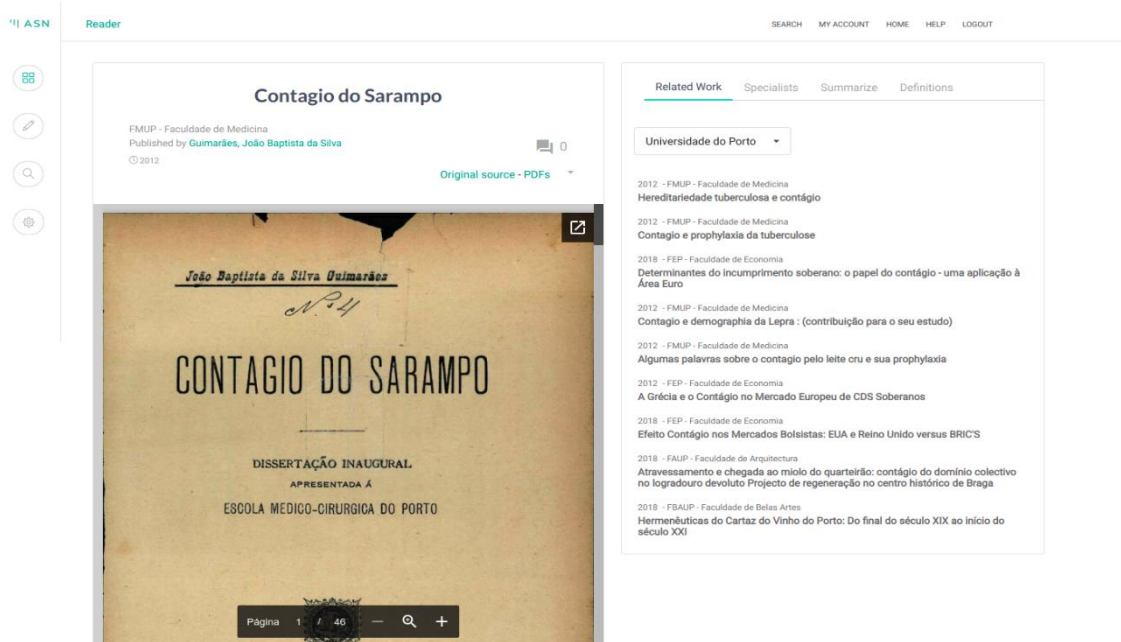 ASN
Reader
SEARCH MY ACCOUNT HOME HELP LOGOUT
Contagio do Sarampo
FMUP - Faculdade de Medicina
Published by Guimarães, João Baptista da Silva
2012
0
Original source - PDFs
João Baptista da Silva Guimarães
Nº 4
CONTAGIO DO SARAMPO
DISSERTAÇÃO INAUGURAL
APRESENTADA Á
ESCOLA MEDICO-CIRURGICA DO PORTO
Página 1 / 46
Related Work Specialists Summarize Definitions
Universidade do Porto
2012 - FMUP - Faculdade de Medicina
Hereditariedade tuberculosa e contágio
2012 - FMUP - Faculdade de Medicina
Contagio e prophylaxia da tuberculose
2018 - FEP - Faculdade de Economia
Determinantes do incumprimento soberano: o papel do contágio - uma aplicação à
Área Euro
2012 - FMUP - Faculdade de Medicina
Contagio e demographia da Lepra : (contribuição para o seu estudo)
2012 - FMUP - Faculdade de Medicina
Algumas palavras sobre o contagio pelo leite cru e sua prophylaxia
2012 - FEP - Faculdade de Economia
A Grécia e o Contágio no Mercado Europeu de CDS Soberanos
2018 - FEP - Faculdade de Economia
Efeito Contágio nos Mercados Bolsistas: EUA e Reino Unido versus BRIC'S
2018 - FAUP - Faculdade de Arquitectura
Atravessamento e chegada ao miolo do quarteirão: contágio do domínio colectivo
no logradouro devoluto Projecto de regeneração no centro histórico de Braga
2018 - FBAUP - Faculdade de Belas Artes
Hermenêuticas do Cartaz do Vinho do Porto: Do final do século XIX ao início do
século XXI